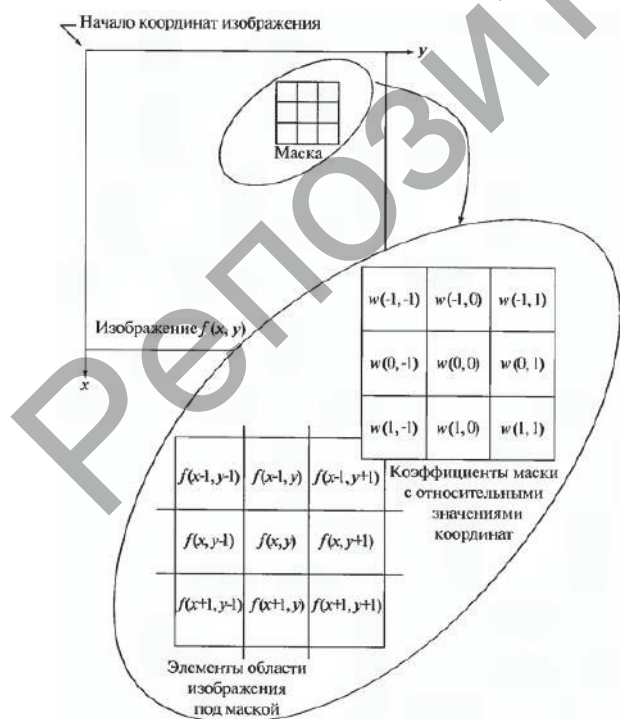 Начало координат изображения
y
Маска
Изображение f(x, y)
x
w(-1,-1) w(-1,0) w(-1,1)
w(0,-1) w(0,0) w(0,1)
w(1,-1) w(1,0) w(1,1)
Коэффициенты маски
с относительными
значениями
координат
f(x-1,y-1) f(x-1,y) f(x-1,y+1)
f(x,y-1) f(x,y) f(x,y+1)
f(x+1,y-1) f(x+1,y) f(x+1,y+1)
Элементы области
изображения
под маской